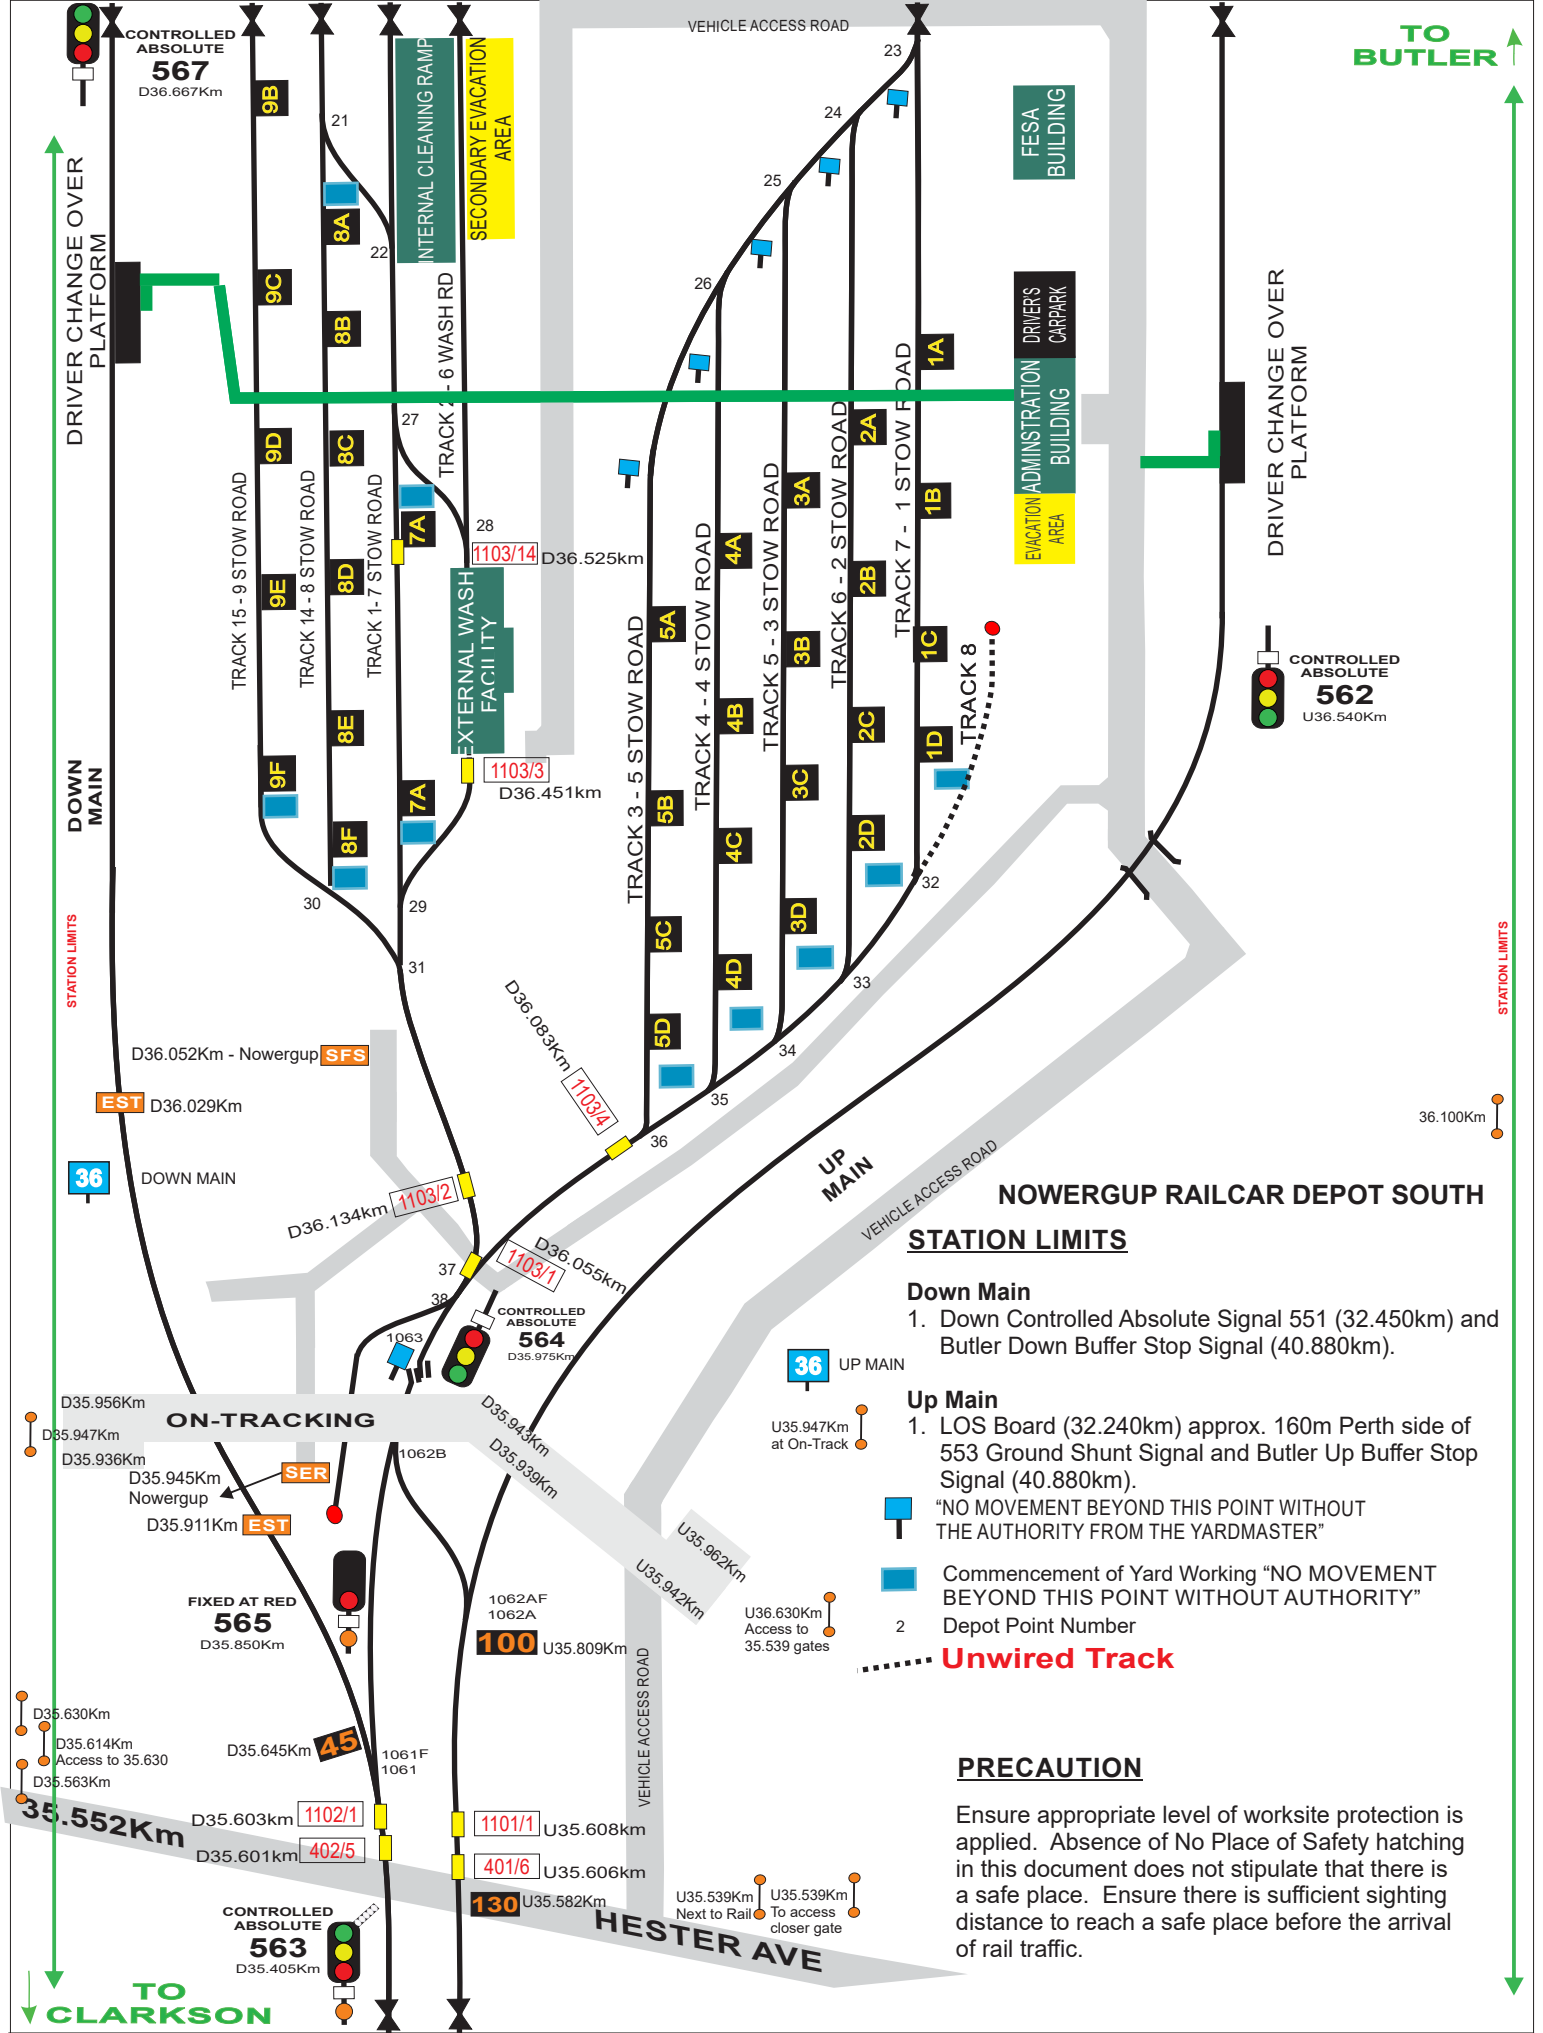 VEHICLE ACCESS ROAD
TO
BUTLER
CONTROLLED
ABSOLUTE
567
D36.667Km
23
24
25
26
21
22
27
28
INTERNAL CLEANING RAMP
SECONDARY EVACATION
AREA
FESA
BUILDING
DRIVER'S
CARPARK
ADMINSTRATION
BUILDING
EVACATION
AREA
DRIVER CHANGE OVER
PLATFORM
DRIVER CHANGE OVER
PLATFORM
9B
9C
9D
9E
9F
8A
8B
8C
8D
8E
8F
7A
7A
TRACK 15 - 9 STOW ROAD
TRACK 14 - 8 STOW ROAD
TRACK 1- 7 STOW ROAD
TRACK 2 - 6 WASH RD
1103/14
D36.525km
EXTERNAL WASH
FACILITY
1103/3
D36.451km
TRACK 3 - 5 STOW ROAD
TRACK 4 - 4 STOW ROAD
TRACK 5 - 3 STOW ROAD
TRACK 6 - 2 STOW ROAD
TRACK 7 - 1 STOW ROAD
TRACK 8
5A
5B
5C
5D
4A
4B
4C
4D
3A
3B
3C
3D
2A
2B
2C
2D
1A
1B
1C
1D
CONTROLLED
ABSOLUTE
562
U36.540Km
DOWN
MAIN
STATION LIMITS
STATION LIMITS
30
29
31
32
33
34
35
36
D36.052Km - Nowergup
SFS
EST
D36.029Km
36
DOWN MAIN
D36.083Km
1103/4
D36.134km
1103/2
1103/1
D36.055km
37
38
1063
CONTROLLED
ABSOLUTE
564
D35.975Km
UP
MAIN
VEHICLE ACCESS ROAD
36.100Km
NOWERGUP RAILCAR DEPOT SOUTH
STATION LIMITS
Down Main
1. Down Controlled Absolute Signal 551 (32.450km) and
Butler Down Buffer Stop Signal (40.880km).
36
UP MAIN
Up Main
1. LOS Board (32.240km) approx. 160m Perth side of
553 Ground Shunt Signal and Butler Up Buffer Stop
Signal (40.880km).
U35.947Km
at On-Track
"NO MOVEMENT BEYOND THIS POINT WITHOUT
THE AUTHORITY FROM THE YARDMASTER"
Commencement of Yard Working "NO MOVEMENT
BEYOND THIS POINT WITHOUT AUTHORITY"
2
Depot Point Number
Unwired Track
D35.956Km
D35.947Km
D35.936Km
ON-TRACKING
1062B
D35.943Km
D35.939Km
U35.962Km
U35.942Km
D35.945Km
Nowergup
SER
D35.911Km
EST
FIXED AT RED
565
D35.850Km
1062AF
1062A
100
U35.809Km
U36.630Km
Access to
35.539 gates
VEHICLE ACCESS ROAD
D35.630Km
D35.614Km
Access to 35.630
D35.563Km
D35.645Km
45
1061F
1061
35.552Km
D35.603km
1102/1
D35.601km
402/5
1101/1
U35.608km
401/6
U35.606km
130
U35.582Km
HESTER AVE
U35.539Km
Next to Rail
U35.539Km
To access
closer gate
CONTROLLED
ABSOLUTE
563
D35.405Km
TO
CLARKSON
PRECAUTION
Ensure appropriate level of worksite protection is
applied. Absence of No Place of Safety hatching
in this document does not stipulate that there is
a safe place. Ensure there is sufficient sighting
distance to reach a safe place before the arrival
of rail traffic.